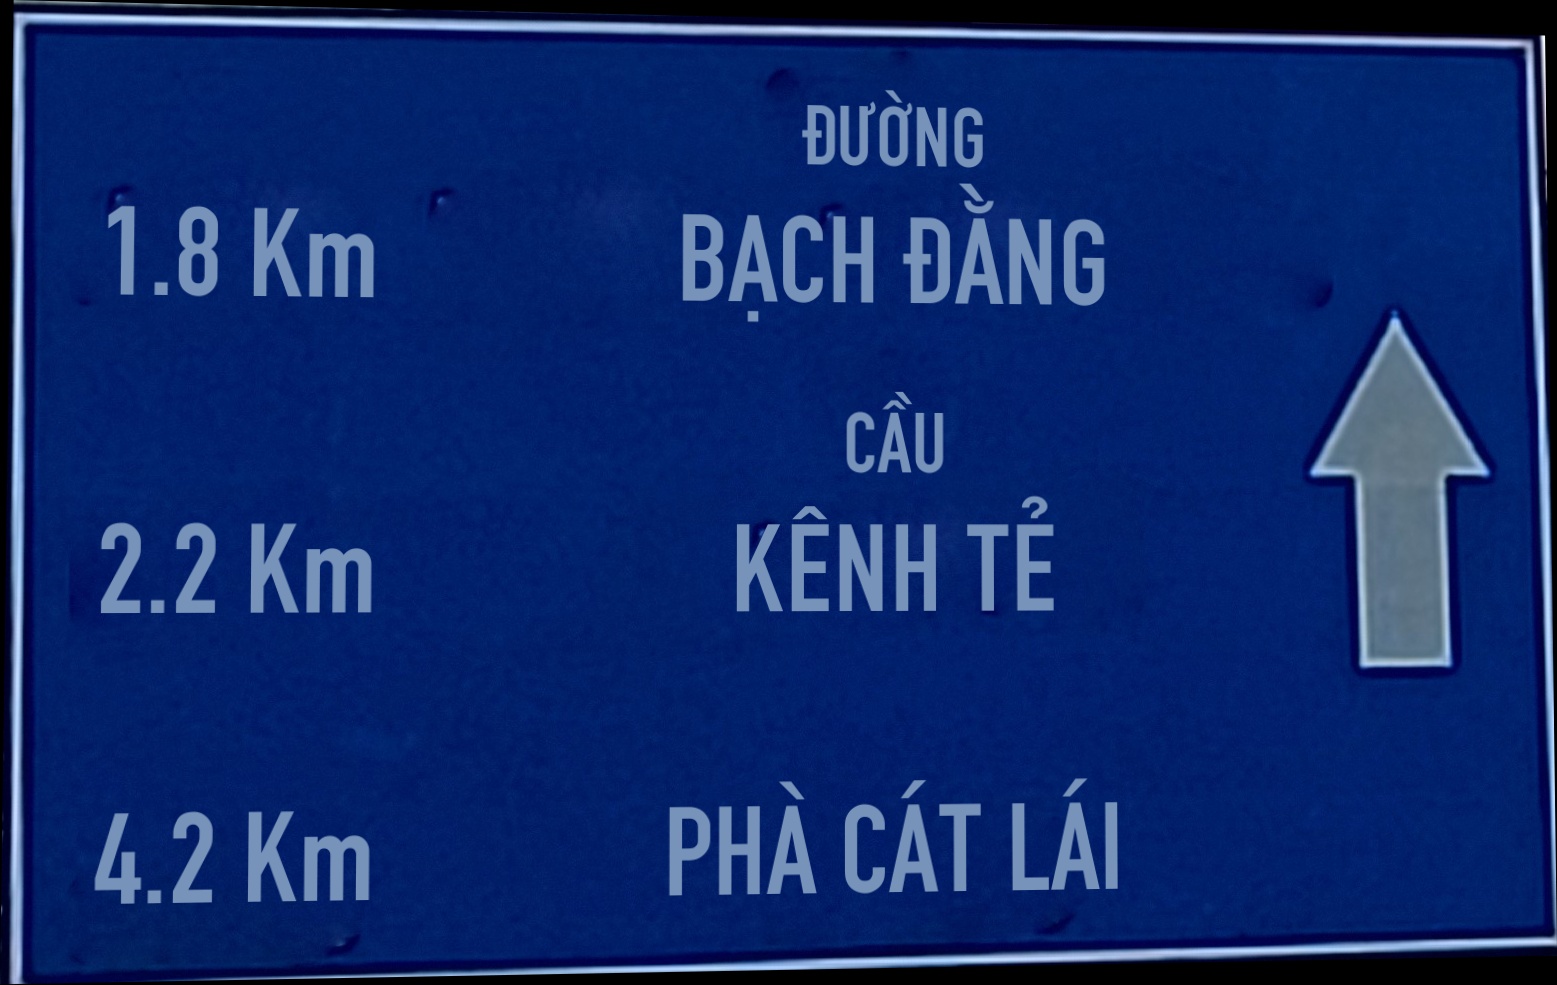 ĐƯỜNG
1.8 Km BẠCH ĐẰNG
CẦU
2.2 Km KÊNH TẺ
4.2 Km PHÀ CÁT LÁI